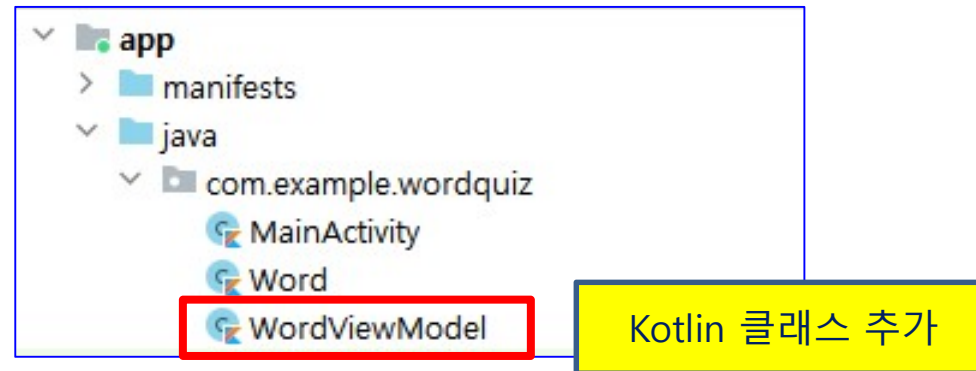 app
manifests
java
com.example.wordquiz
MainActivity
Word
WordViewModel
Kotlin 클래스 추가